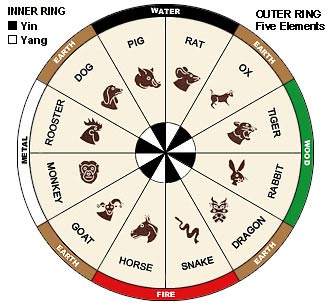 INNER RING
Yin
Yang
OUTER RING
Five Elements
WATER
EARTH
WOOD
EARTH
FIRE
EARTH
METAL
EARTH
RAT
OX
TIGER
RABBIT
DRAGON
SNAKE
HORSE
GOAT
MONKEY
ROOSTER
DOG
PIG